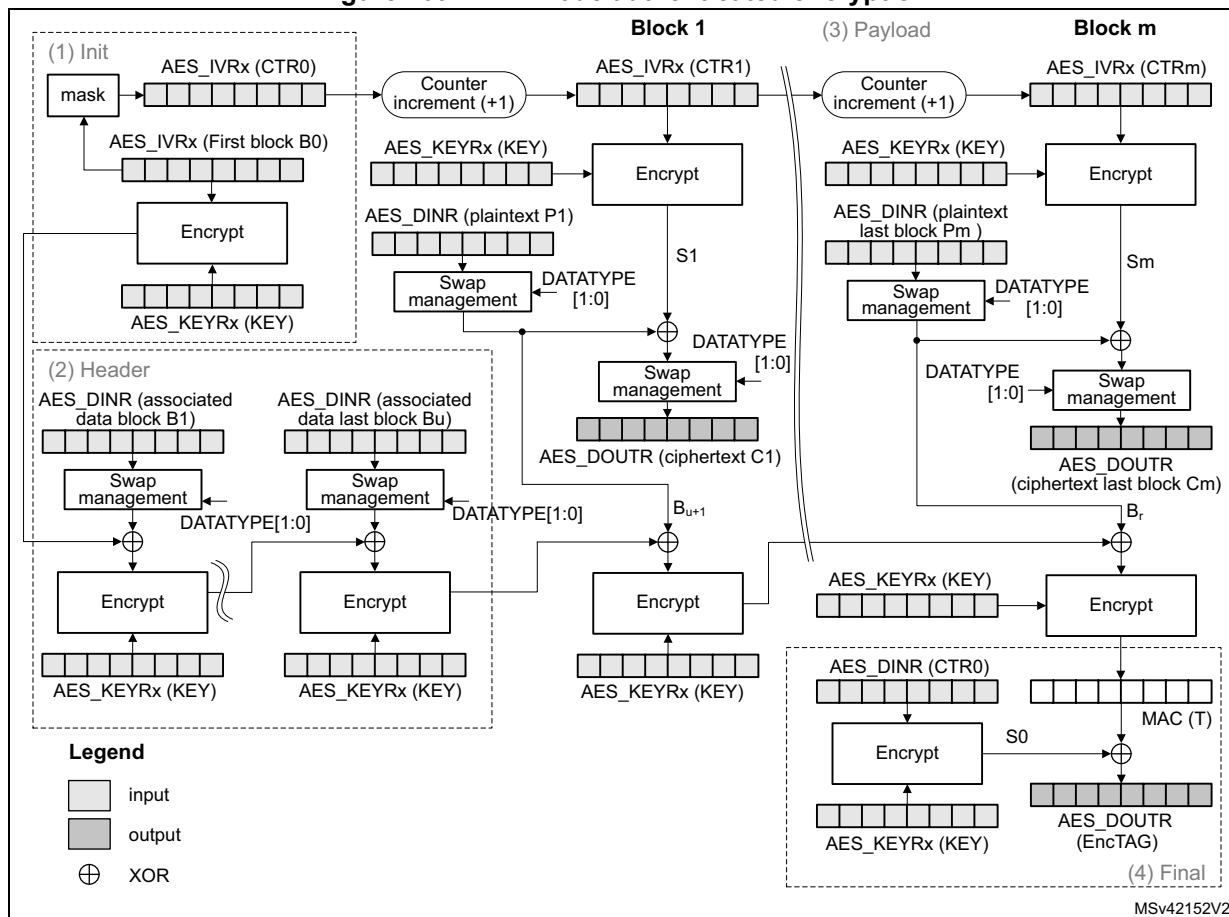 (1) Init
mask
AES_IVRx (CTR0)
AES_IVRx (First block B0)
Encrypt
AES_KEYRx (KEY)
Counter
increment (+1)
Block 1
AES_IVRx (CTR1)
AES_KEYRx (KEY)
Encrypt
AES_DINR (plaintext P1)
Swap
management
DATATYPE
[1:0]
S1
DATATYPE
[1:0]
Swap
management
AES_DOUTR (ciphertext C1)
(3) Payload
Counter
increment (+1)
Block m
AES_IVRx (CTRm)
AES_KEYRx (KEY)
Encrypt
AES_DINR (plaintext
last block Pm )
Swap
management
DATATYPE
[1:0]
Sm
DATATYPE
[1:0]
Swap
management
AES_DOUTR
(ciphertext last block Cm)
(2) Header
AES_DINR (associated
data block B1)
Swap
management
DATATYPE[1:0]
Encrypt
AES_KEYRx (KEY)
AES_DINR (associated
data last block Bu)
Swap
management
DATATYPE[1:0]
Encrypt
AES_KEYRx (KEY)
Bu+1
Encrypt
AES_KEYRx (KEY)
Br
AES_KEYRx (KEY)
Encrypt
AES_DINR (CTR0)
Encrypt
AES_KEYRx (KEY)
S0
MAC (T)
AES_DOUTR
(EncTAG)
(4) Final
Legend
input
output
XOR
MSv42152V2